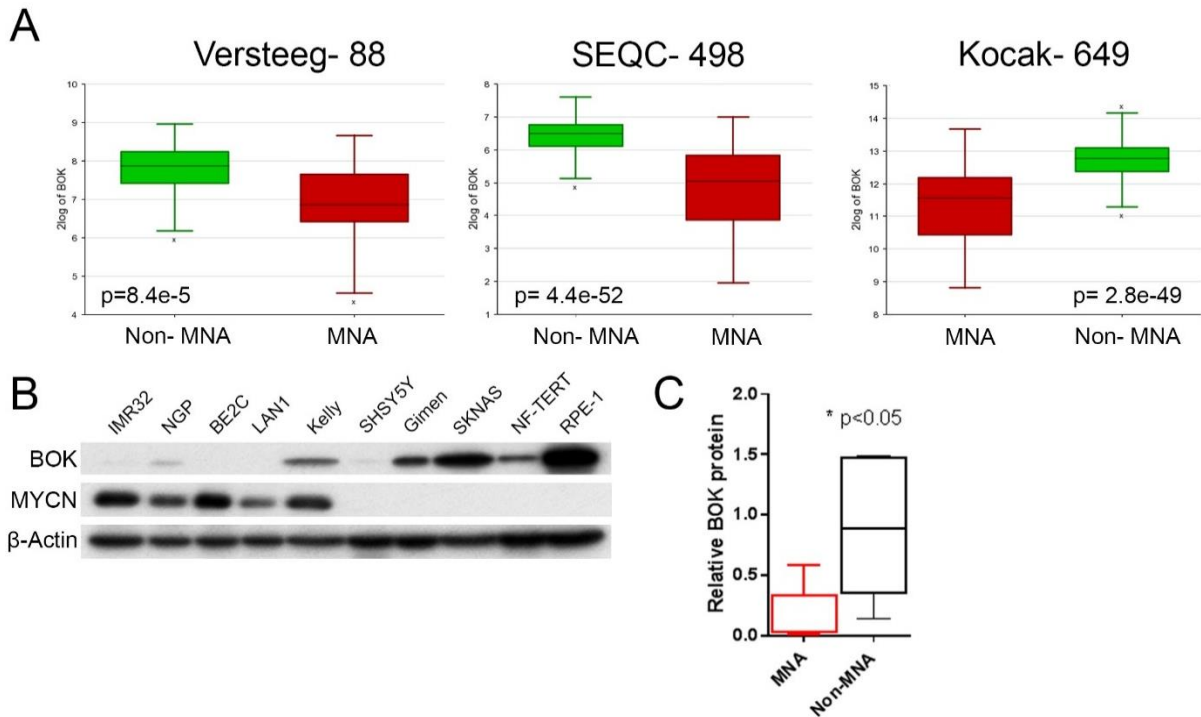 A
Versteeg- 88
2log of BOK
10
9
8
7
6
5
4
x
x
p=8.4e-5
Non- MNA
MNA
SEQC- 498
2log of BOK
8
7
6
5
4
3
2
1
x
p= 4.4e-52
Non- MNA
MNA
Kocak- 649
2log of BOK
15
14
13
12
11
10
9
8
x
x
p= 2.8e-49
MNA
Non- MNA
B
IMR32 NGP BE2C LAN1 Kelly SHSY5Y Gimen SKNAS NF-TERT RPE-1
BOK
MYCN
β-Actin
C
Relative BOK protein
2.0
1.5
1.0
0.5
0.0
* p<0.05
MNA
Non-MNA